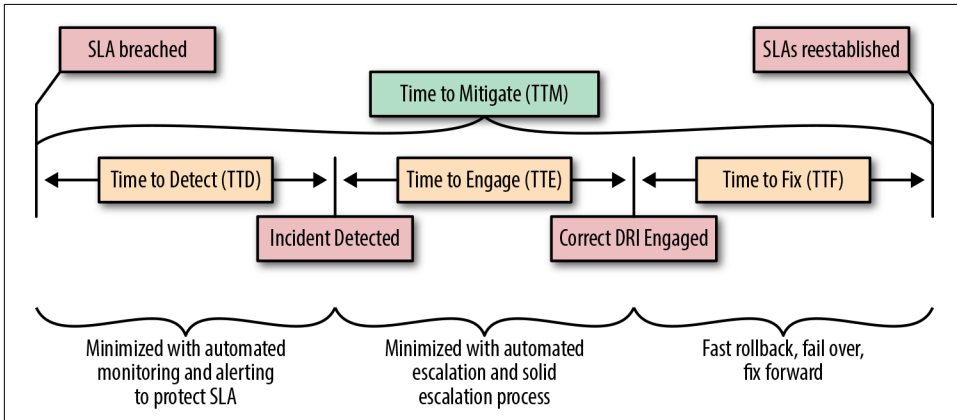 SLA breached
SLAs reestablished
Time to Mitigate (TTM)
Time to Detect (TTD)
Time to Engage (TTE)
Time to Fix (TTF)
Incident Detected
Correct DRI Engaged
Minimized with automated
monitoring and alerting
to protect SLA
Minimized with automated
escalation and solid
escalation process
Fast rollback, fail over,
fix forward